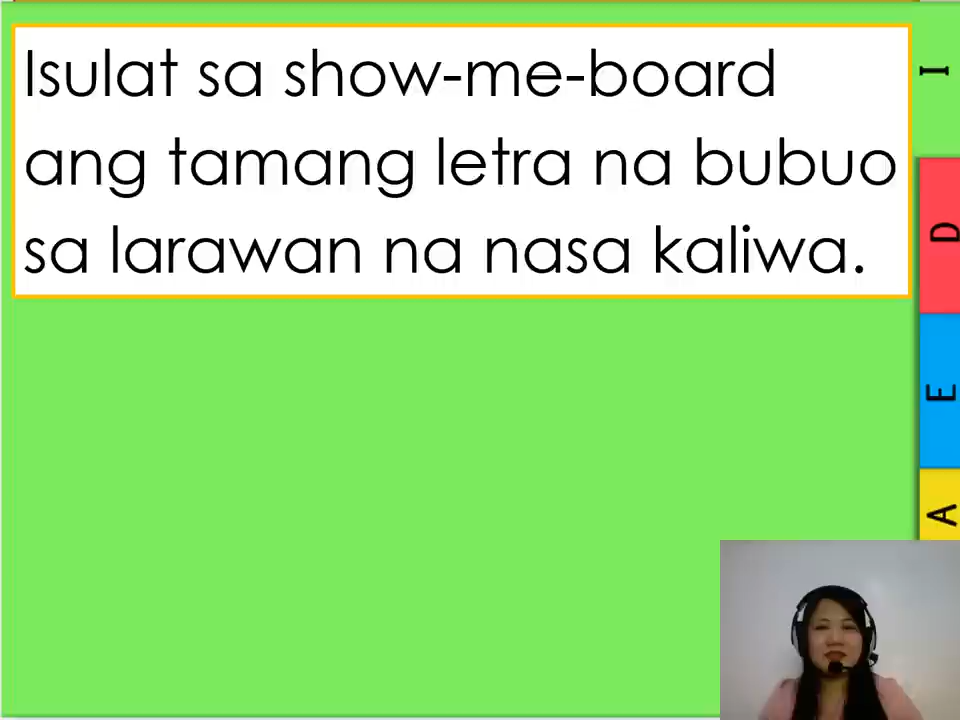 Isulat sa show-me-board
ang tamang letra na bubuo
sa larawan na nasa kaliwa.
I
D
E
A